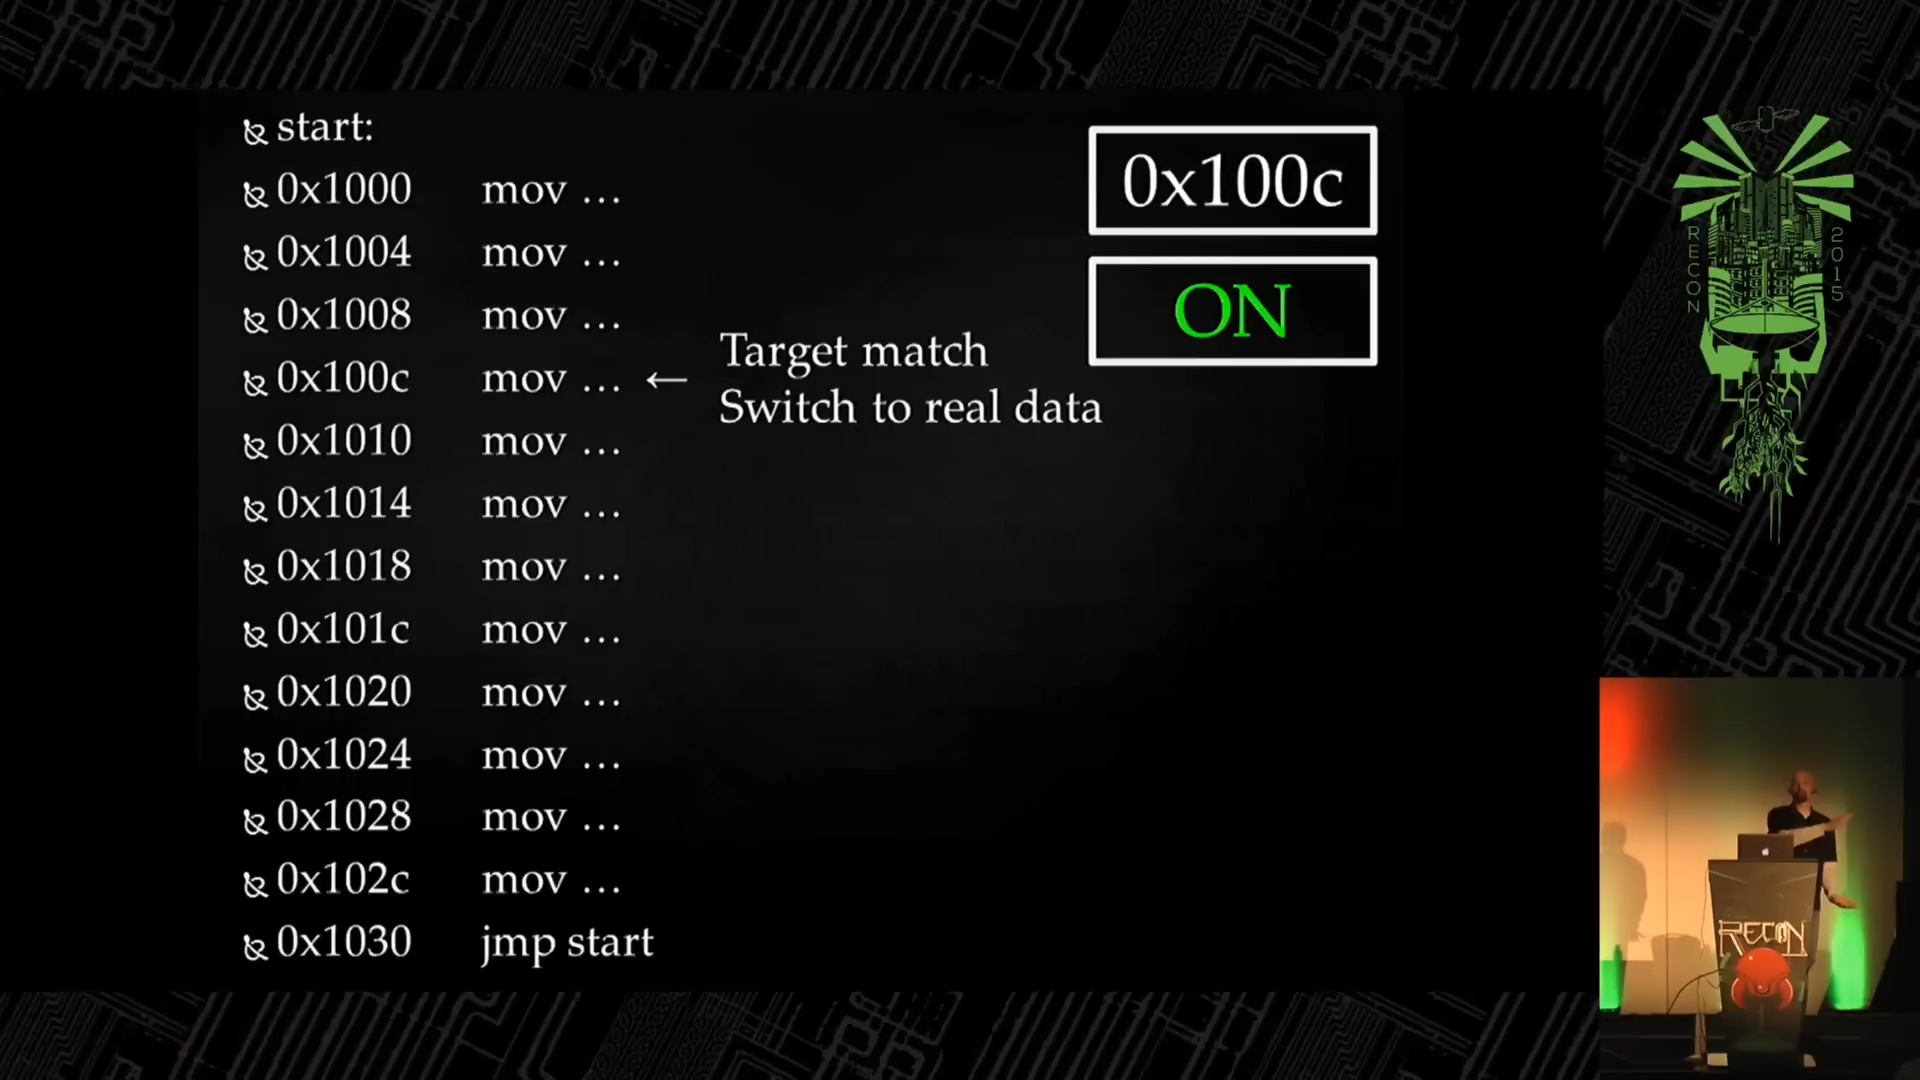 start:
0x1000 mov …
0x1004 mov …
0x1008 mov …
0x100c mov … ←
0x1010 mov …
0x1014 mov …
0x1018 mov …
0x101c mov …
0x1020 mov …
0x1024 mov …
0x1028 mov …
0x102c mov …
0x1030 jmp start
Target match
Switch to real data
0x100c
ON
RECON
2015
RECON